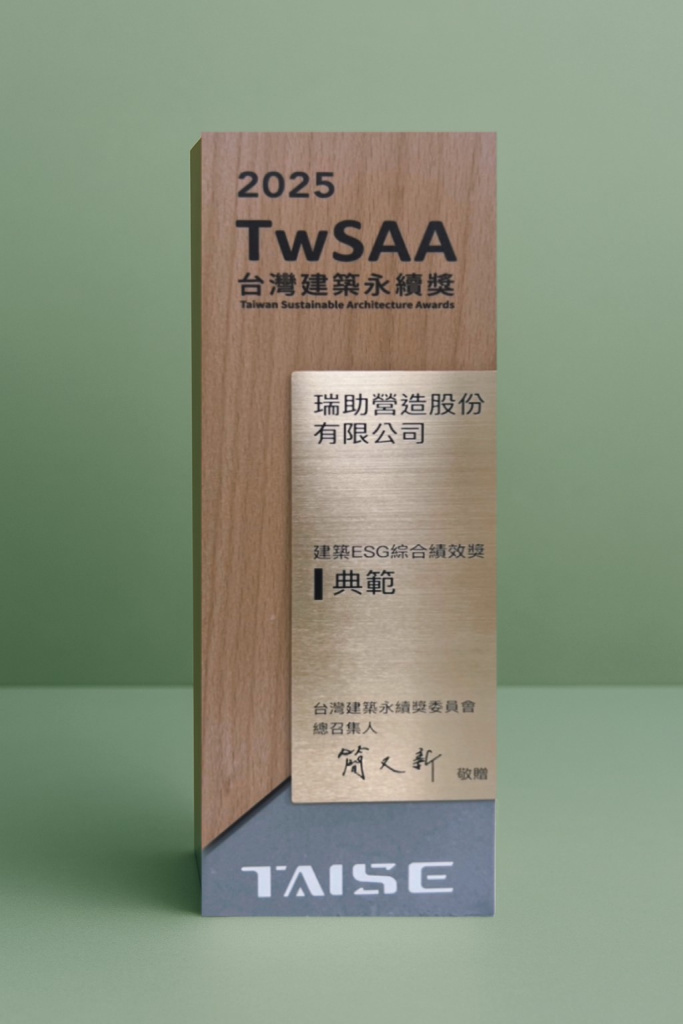 2025
TwSAA
台灣建築永續獎
Taiwan Sustainable Architecture Awards
瑞助營造股份
有限公司
建築ESG綜合績效獎
典範
台灣建築永續獎委員會
總召集人
簡又新 敬贈
TAISE